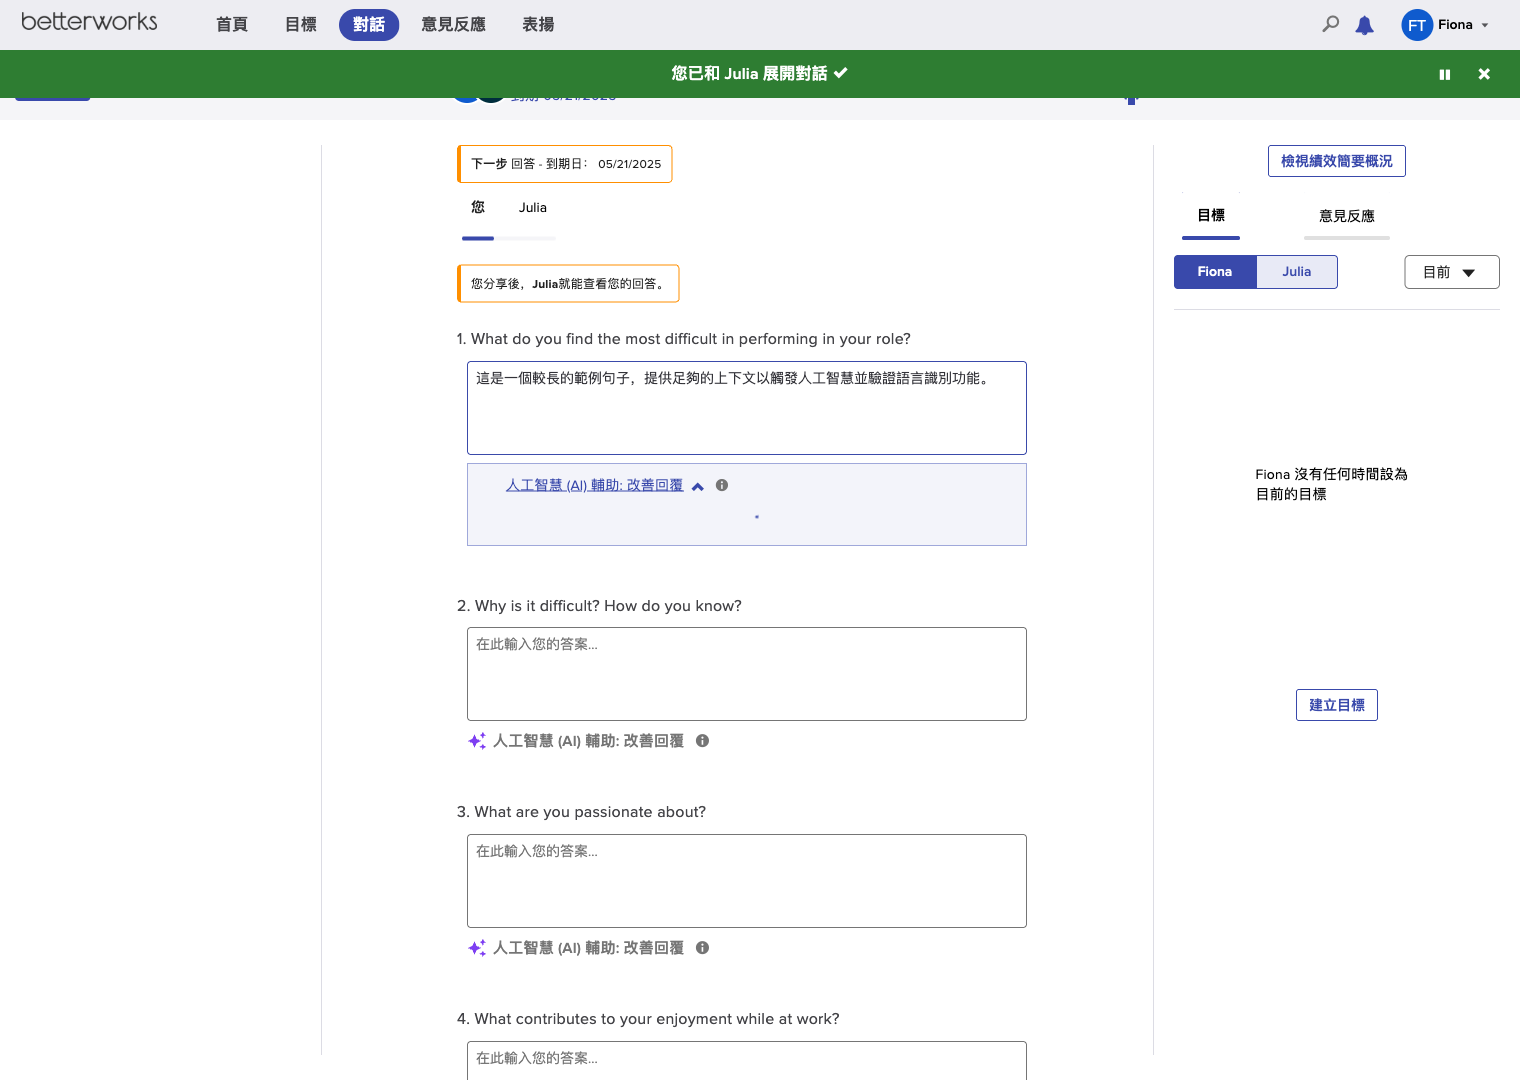 betterworks
首頁
目標
對話
意見反應
表揚
FT
Fiona
您已和 Julia 展開對話
下一步 回答 - 到期日： 05/21/2025
您
Julia
您分享後，Julia就能查看您的回答。
1. What do you find the most difficult in performing in your role?
這是一個較長的範例句子，提供足夠的上下文以觸發人工智慧並驗證語言識別功能。
人工智慧 (AI) 輔助: 改善回覆
2. Why is it difficult? How do you know?
在此輸入您的答案...
人工智慧 (AI) 輔助: 改善回覆
3. What are you passionate about?
在此輸入您的答案...
人工智慧 (AI) 輔助: 改善回覆
4. What contributes to your enjoyment while at work?
在此輸入您的答案...
檢視績效簡要概況
目標
意見反應
Fiona
Julia
目前
Fiona 沒有任何時間設為
目前的目標
建立目標